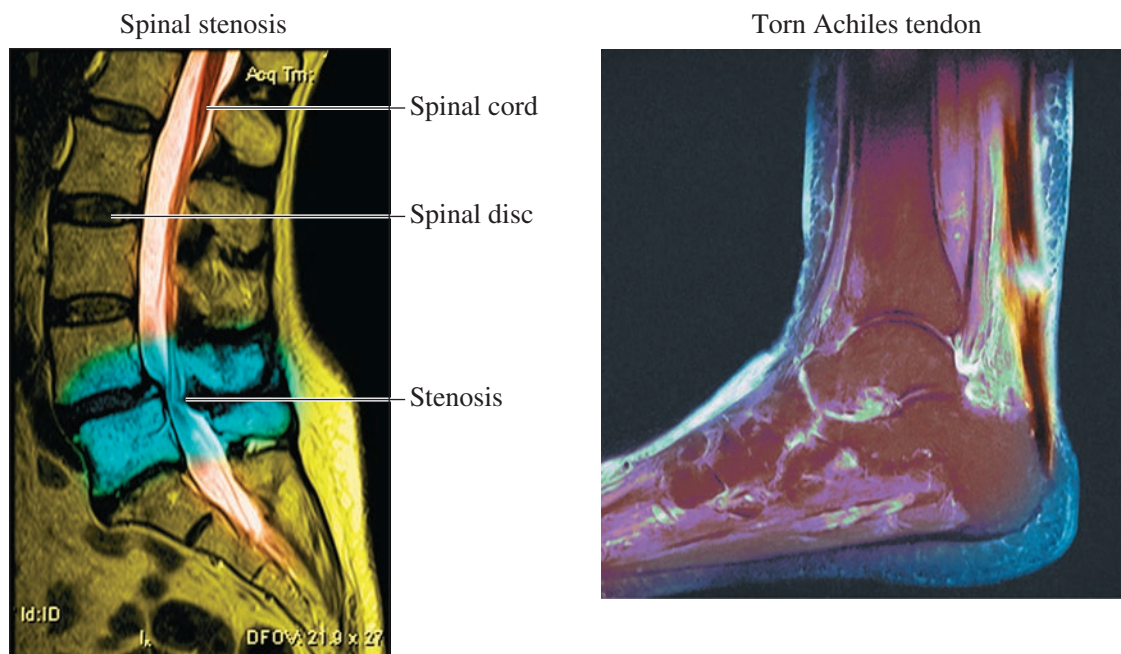 Spinal stenosis
Torn Achiles tendon
Acq Tm:
Spinal cord
Spinal disc
Stenosis
Id:ID
DFOV: 21.9 x 27